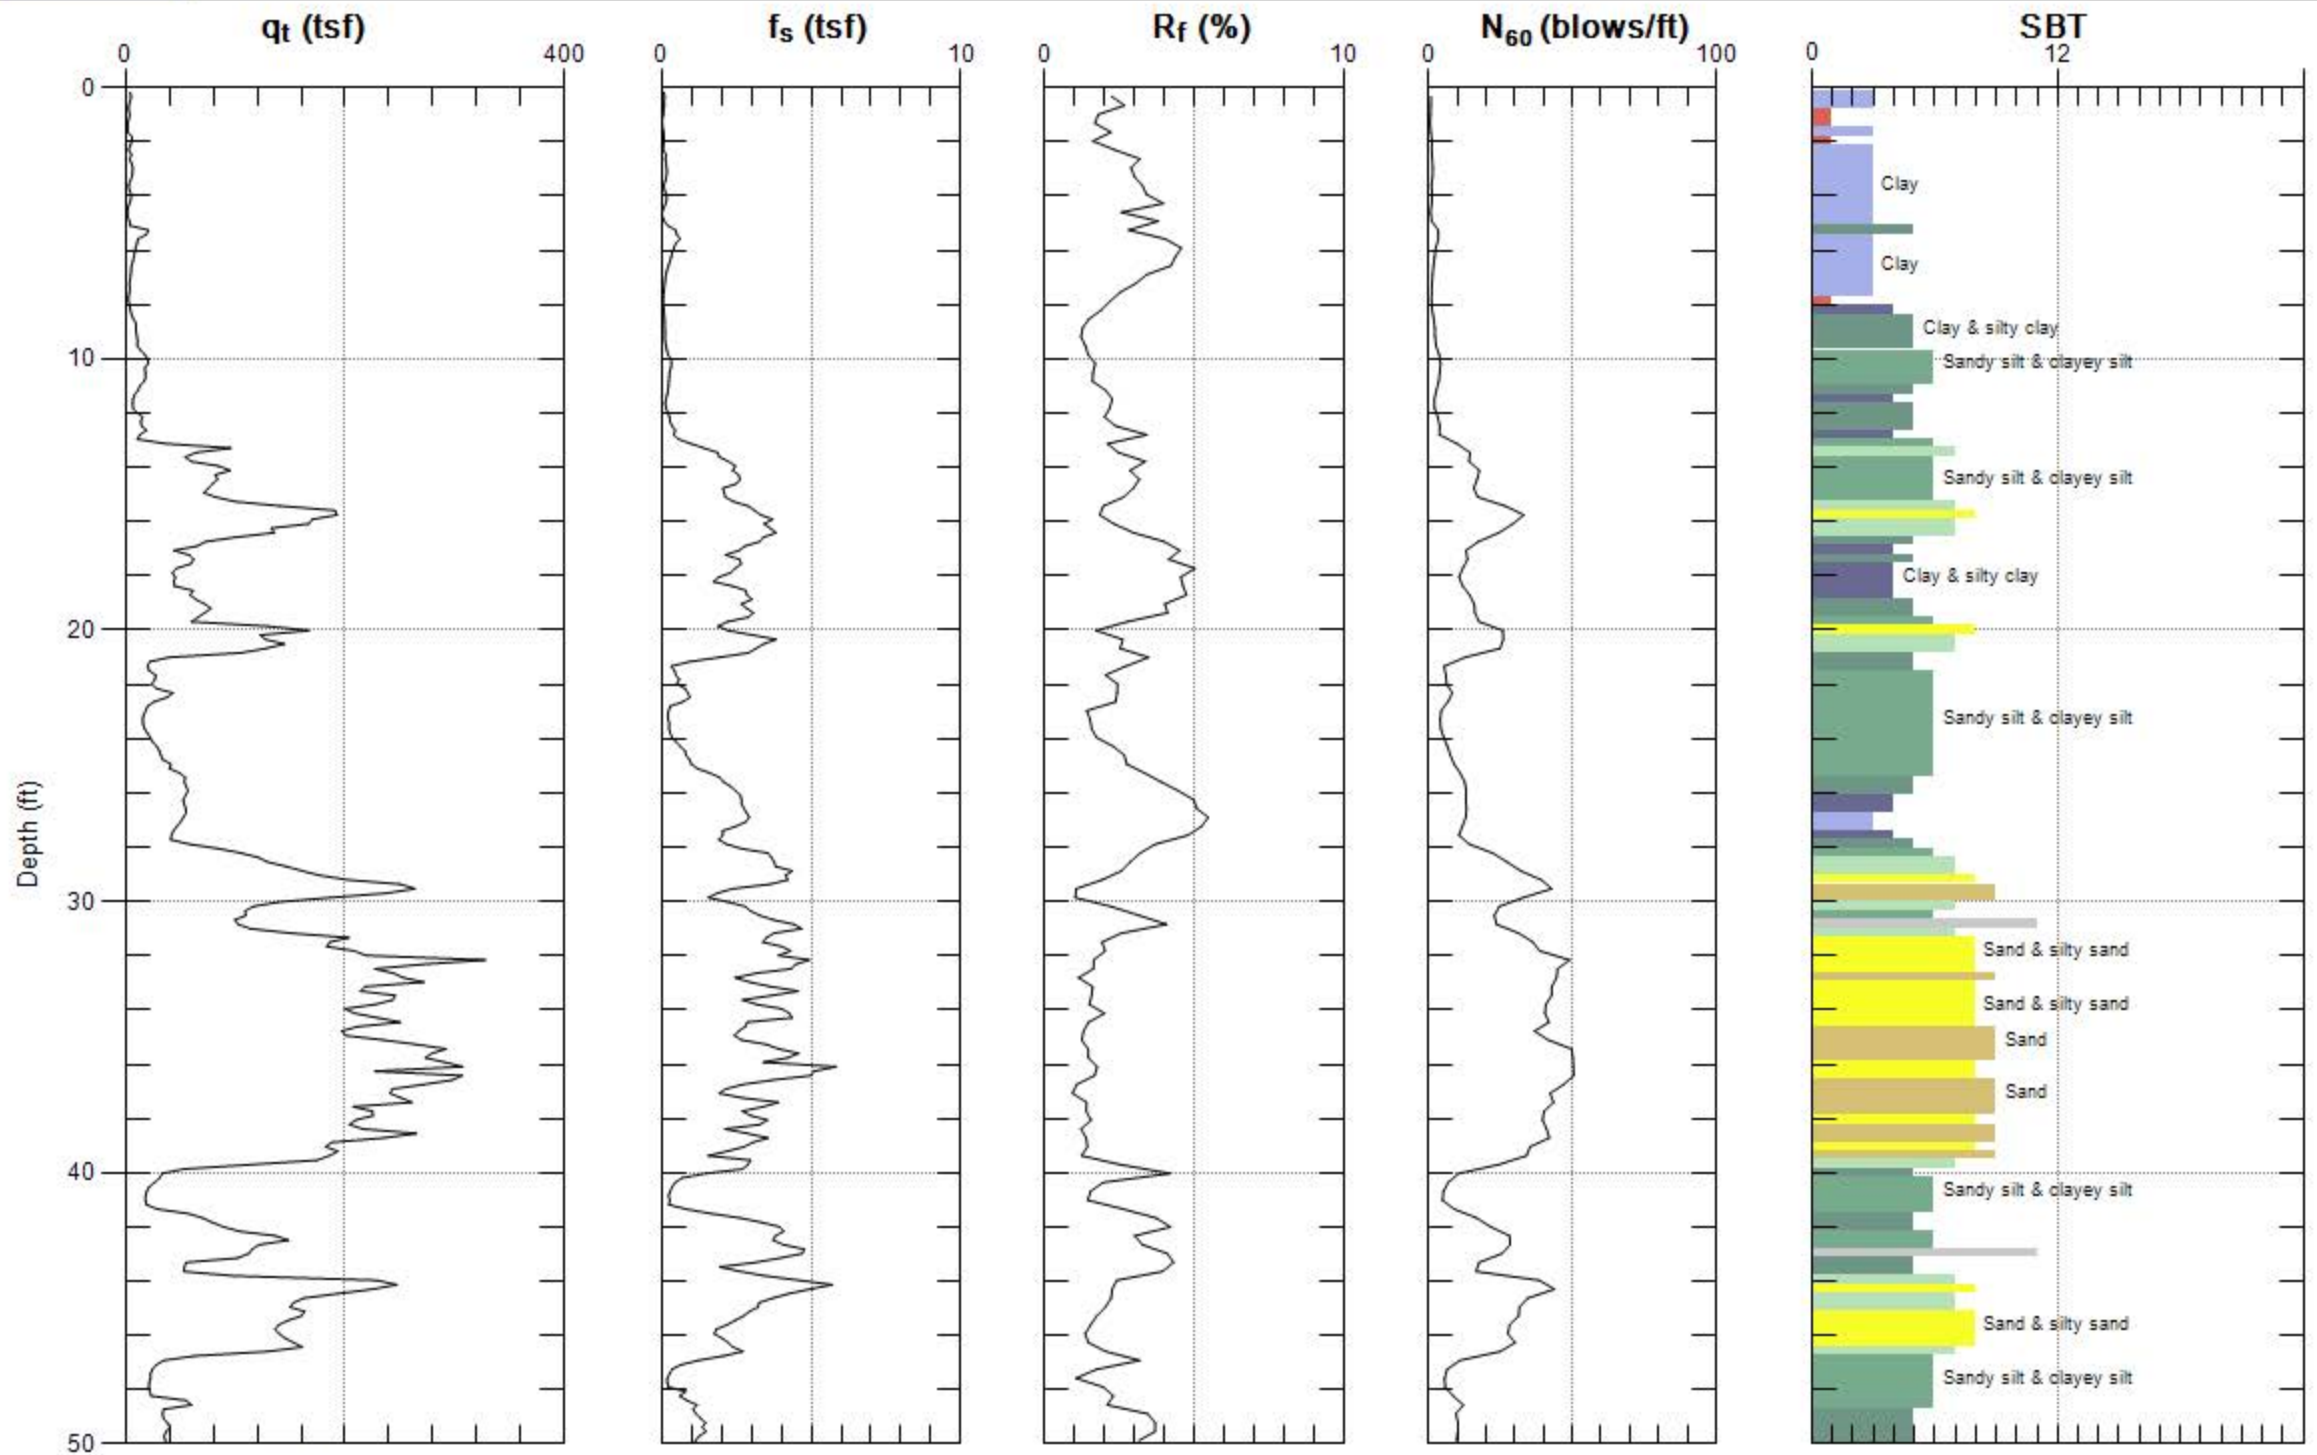 qt (tsf)
fs (tsf)
Rf (%)
N60 (blows/ft)
SBT
0
400
0
10
0
10
0
100
0
12
0
Clay
Clay
Clay & silty clay
10
Sandy silt & clayey silt
Sandy silt & clayey silt
Clay & silty clay
20
Sandy silt & clayey silt
Depth (ft)
30
Sand & silty sand
Sand & silty sand
Sand
Sand
40
Sandy silt & clayey silt
Sand & silty sand
Sandy silt & clayey silt
50